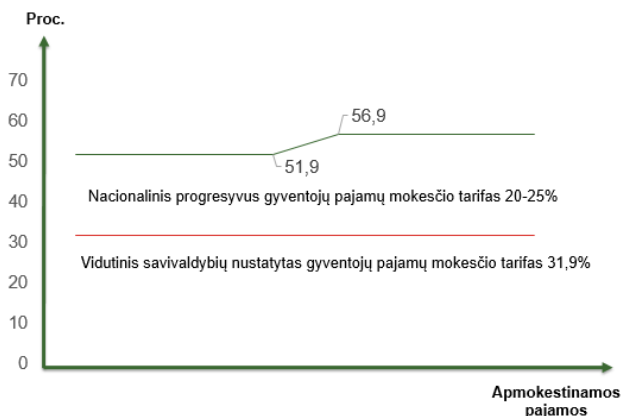 Proc.
70
60
56,9
50
51,9
Nacionalinis progresyvus gyventojų pajamų mokesčio tarifas 20-25%
40
30
Vidutinis savivaldybių nustatytas gyventojų pajamų mokesčio tarifas 31,9%
20
10
0
Apmokestinamos
pajamos